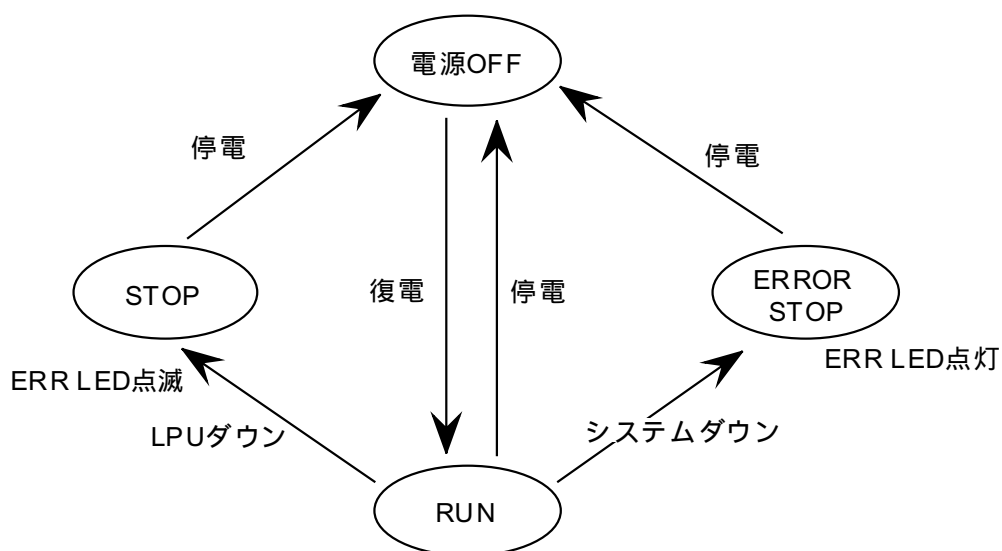 電源OFF
停電
停電
STOP
復電
停電
ERROR
STOP
ERR LED点滅
ERR LED点灯
LPUダウン
システムダウン
RUN